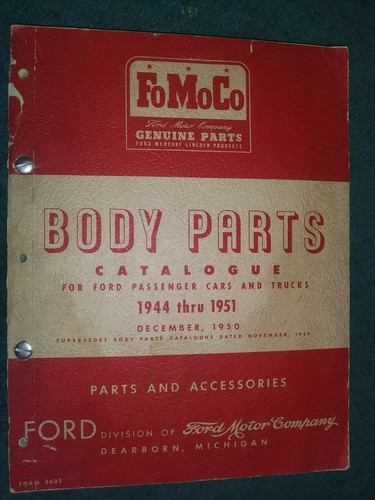 FoMoCo
Ford Motor Company
GENUINE PARTS
FORD MERCURY LINCOLN PRODUCTS
BODY PARTS
CATALOGUE
FOR FORD PASSENGER CARS AND TRUCKS
1944 thru 1951
DECEMBER, 1950
SUPERSEDES BODY PARTS CATALOGUE DATED NOVEMBER, 1949
PARTS AND ACCESSORIES
FORD DIVISION OF Ford Motor Company
DEARBORN, MICHIGAN
FORM 3605